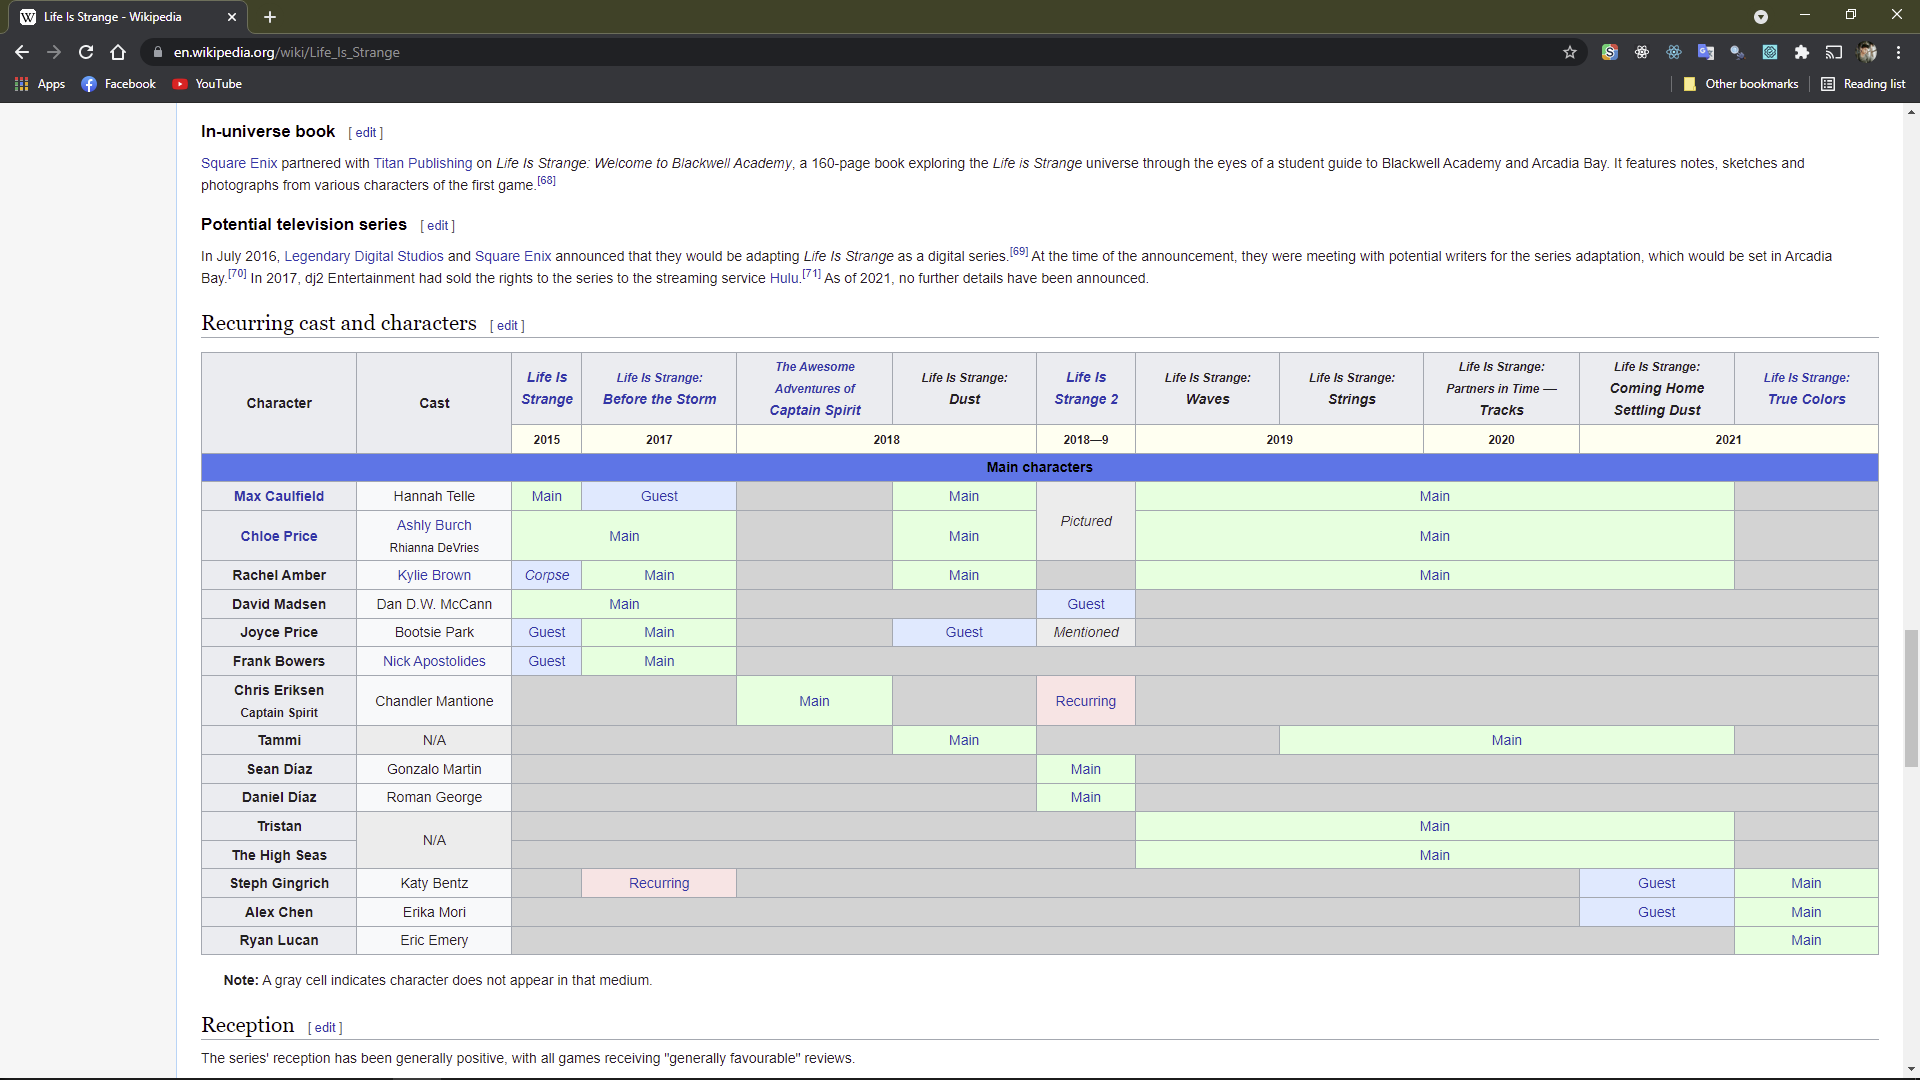 Life Is Strange - Wikipedia
en.wikipedia.org/wiki/Life_Is_Strange
Apps Facebook YouTube Other bookmarks Reading list
In-universe book [ edit ]
Square Enix partnered with Titan Publishing on Life Is Strange: Welcome to Blackwell Academy, a 160-page book exploring the Life is Strange universe through the eyes of a student guide to Blackwell Academy and Arcadia Bay. It features notes, sketches and
photographs from various characters of the first game.[68]
Potential television series [ edit ]
In July 2016, Legendary Digital Studios and Square Enix announced that they would be adapting Life Is Strange as a digital series.[69] At the time of the announcement, they were meeting with potential writers for the series adaptation, which would be set in Arcadia
Bay.[70] In 2017, dj2 Entertainment had sold the rights to the series to the streaming service Hulu.[71] As of 2021, no further details have been announced.
Recurring cast and characters [ edit ]
Character
Cast
Life Is
Strange
Life Is Strange:
Before the Storm
The Awesome
Adventures of
Captain Spirit
Life Is Strange:
Dust
Life Is
Strange 2
Life Is Strange:
Waves
Life Is Strange:
Strings
Life Is Strange:
Partners in Time —
Tracks
Life Is Strange:
Coming Home
Settling Dust
Life Is Strange:
True Colors
2015 2017 2018 2018—9 2019 2020 2021
Main characters
Max Caulfield Hannah Telle Main Guest Main Pictured Main
Chloe Price Ashly Burch
Rhianna DeVries Main Main Main
Rachel Amber Kylie Brown Corpse Main Main Main
David Madsen Dan D.W. McCann Main Guest
Joyce Price Bootsie Park Guest Main Guest Mentioned
Frank Bowers Nick Apostolides Guest Main
Chris Eriksen
Captain Spirit Chandler Mantione Main Recurring
Tammi N/A Main Main
Sean Díaz Gonzalo Martin Main
Daniel Díaz Roman George Main
Tristan N/A Main
The High Seas Main
Steph Gingrich Katy Bentz Recurring Guest Main
Alex Chen Erika Mori Guest Main
Ryan Lucan Eric Emery Main
Note: A gray cell indicates character does not appear in that medium.
Reception [ edit ]
The series' reception has been generally positive, with all games receiving "generally favourable" reviews.